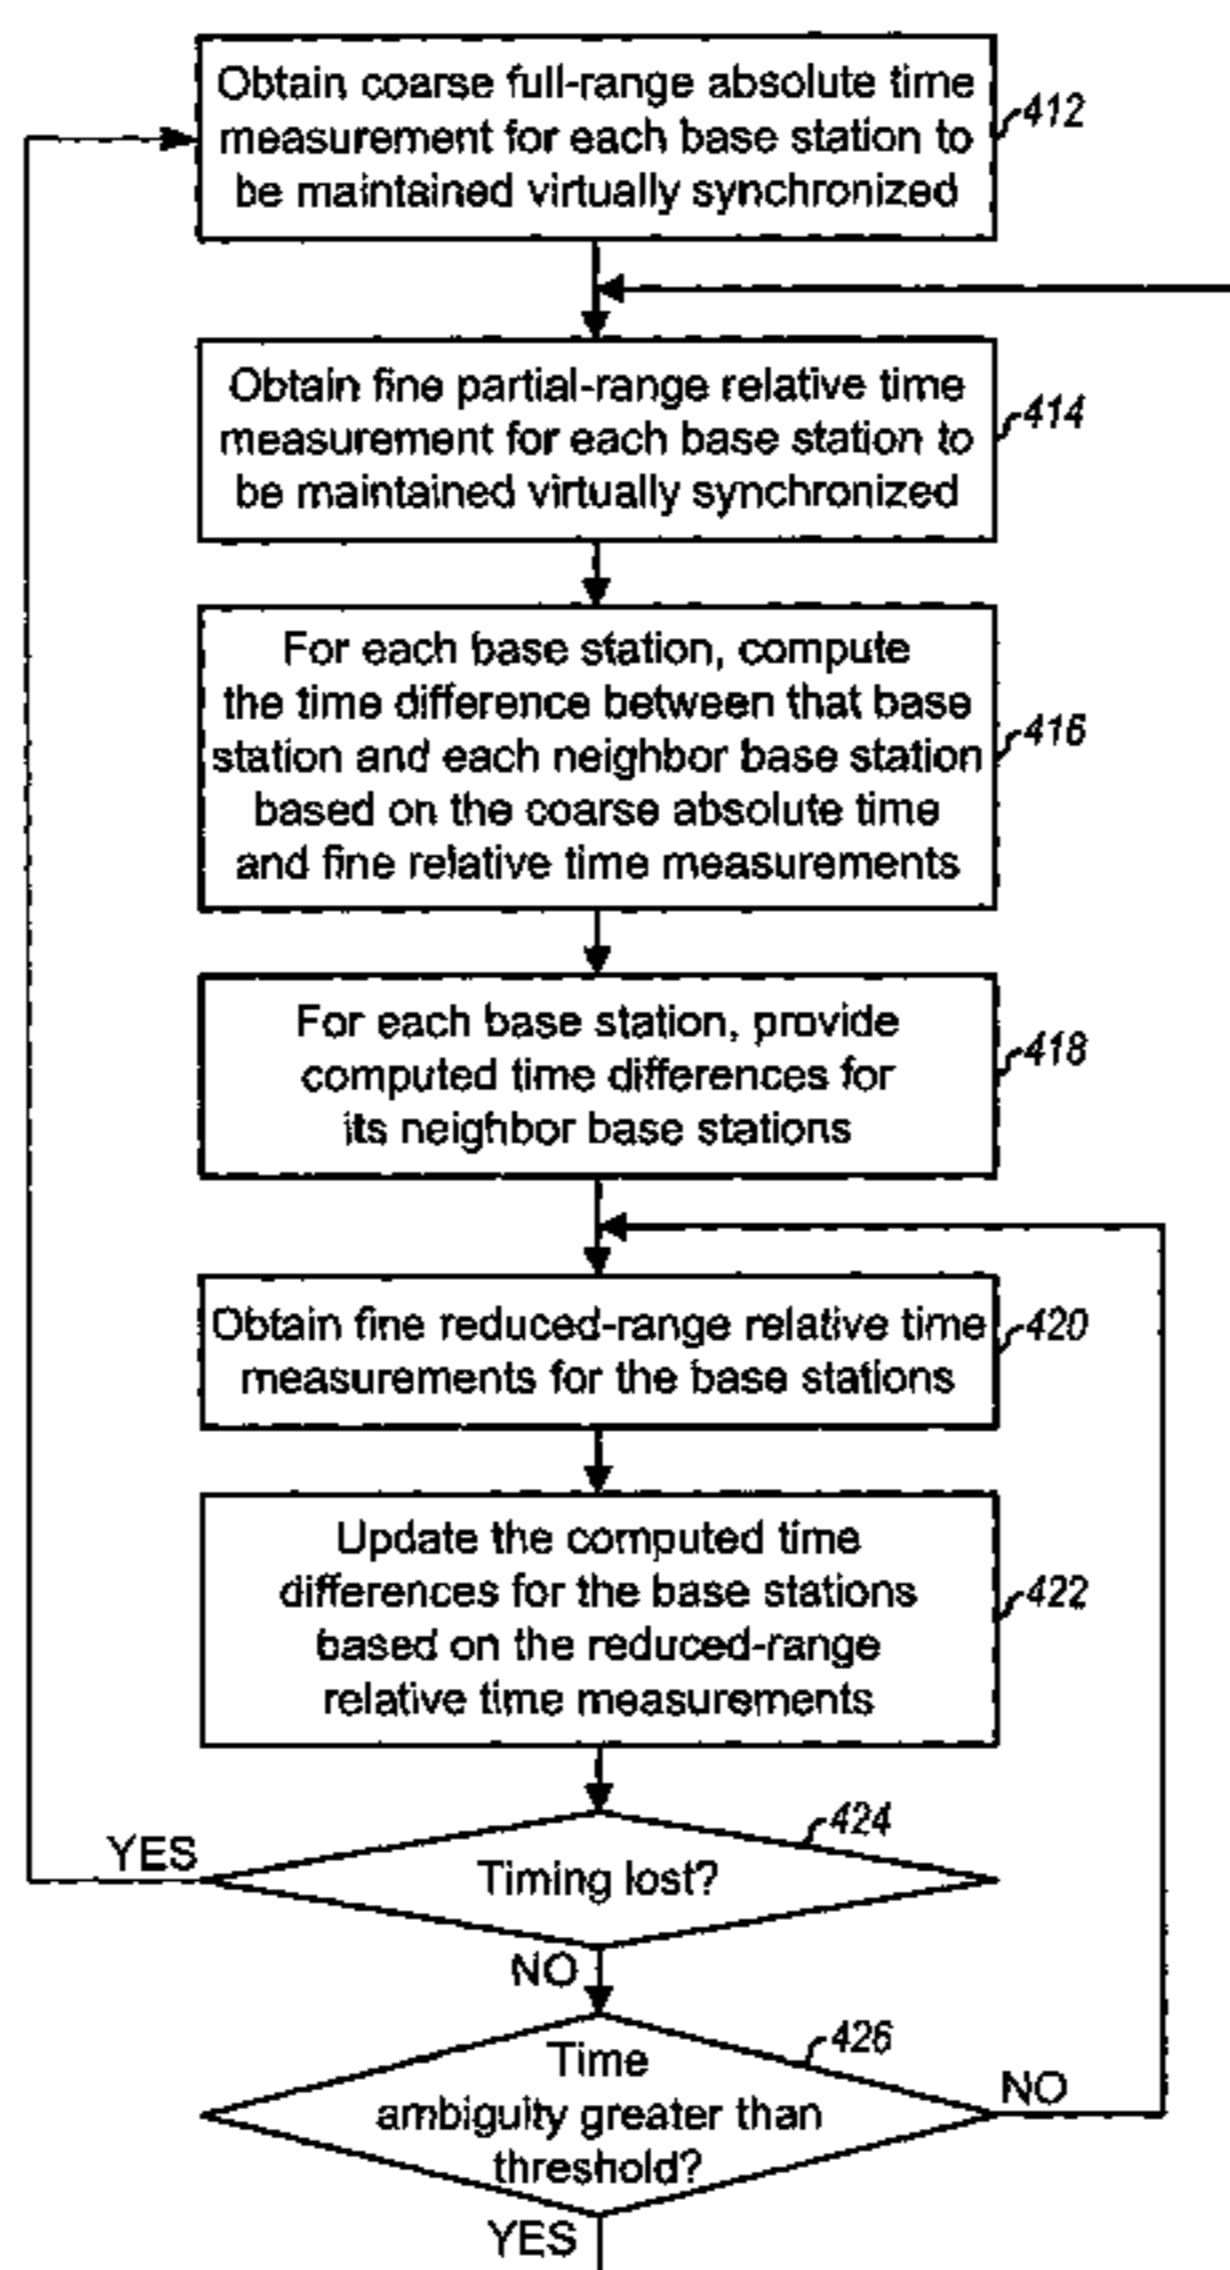 Obtain coarse full-range absolute time
measurement for each base station to
be maintained virtually synchronized
412
Obtain fine partial-range relative time
measurement for each base station to
be maintained virtually synchronized
414
For each base station, compute
the time difference between that base
station and each neighbor base station
based on the coarse absolute time
and fine relative time measurements
416
For each base station, provide
computed time differences for
its neighbor base stations
418
Obtain fine reduced-range relative time
measurements for the base stations
420
Update the computed time
differences for the base stations
based on the reduced-range
relative time measurements
422
424
YES
Timing lost?
NO
426
Time
ambiguity greater than
threshold?
NO
YES